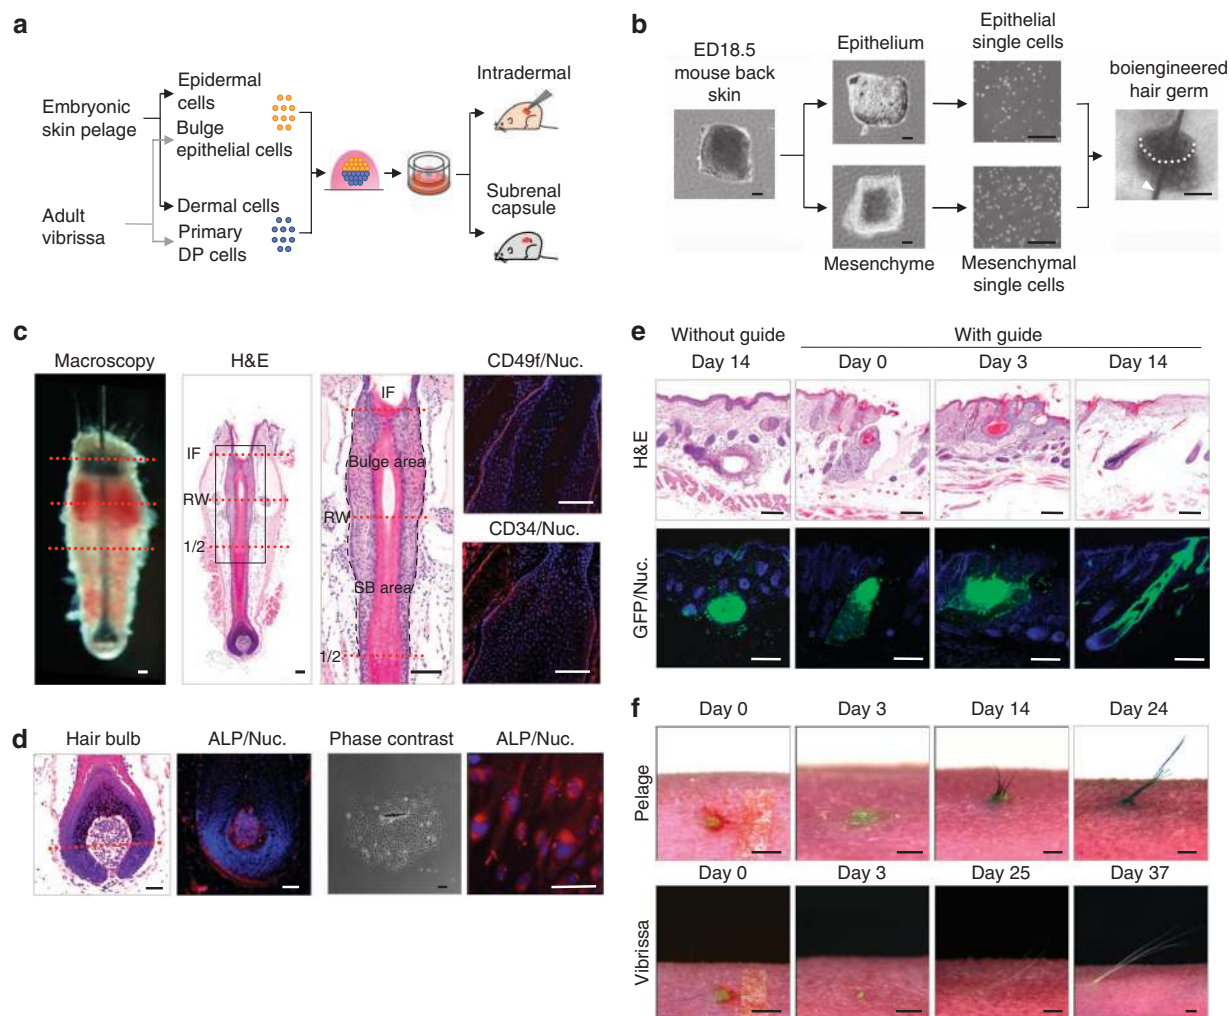 a
Embryonic
skin pelage
Adult
vibrissa
Epidermal
cells
Bulge
epithelial cells
Dermal cells
Primary
DP cells
Intradermal
Subrenal
capsule
b
ED18.5
mouse back
skin
Epithelium
Mesenchyme
Epithelial
single cells
Mesenchymal
single cells
boiengineered
hair germ
c
Macroscopy
H&E
IF
RW
1/2
IF
Bulge area
RW
SB area
1/2
CD49f/Nuc.
CD34/Nuc.
d
Hair bulb
ALP/Nuc.
Phase contrast
ALP/Nuc.
e
Without guide
With guide
Day 14
Day 0
Day 3
Day 14
H&E
GFP/Nuc.
f
Day 0
Day 3
Day 14
Day 24
Pelage
Day 0
Day 3
Day 25
Day 37
Vibrissa